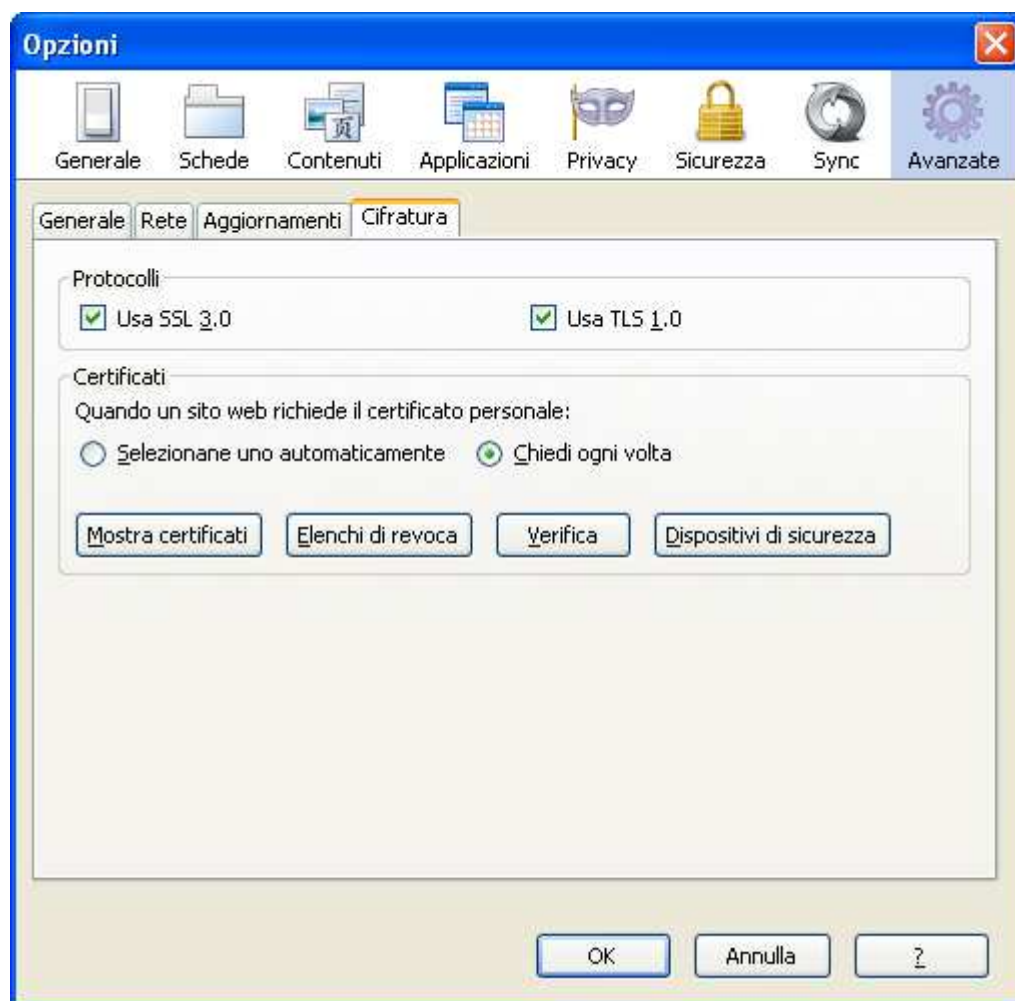 Opzioni
页
Generale Schede Contenuti Applicazioni Privacy Sicurezza Sync Avanzate
Generale Rete Aggiornamenti Cifratura
Protocolli
Usa SSL 3.0 Usa TLS 1.0
Certificati
Quando un sito web richiede il certificato personale:
Selezionane uno automaticamente Chiedi ogni volta
Mostra certificati Elenchi di revoca Verifica Dispositivi di sicurezza
OK Annulla ?